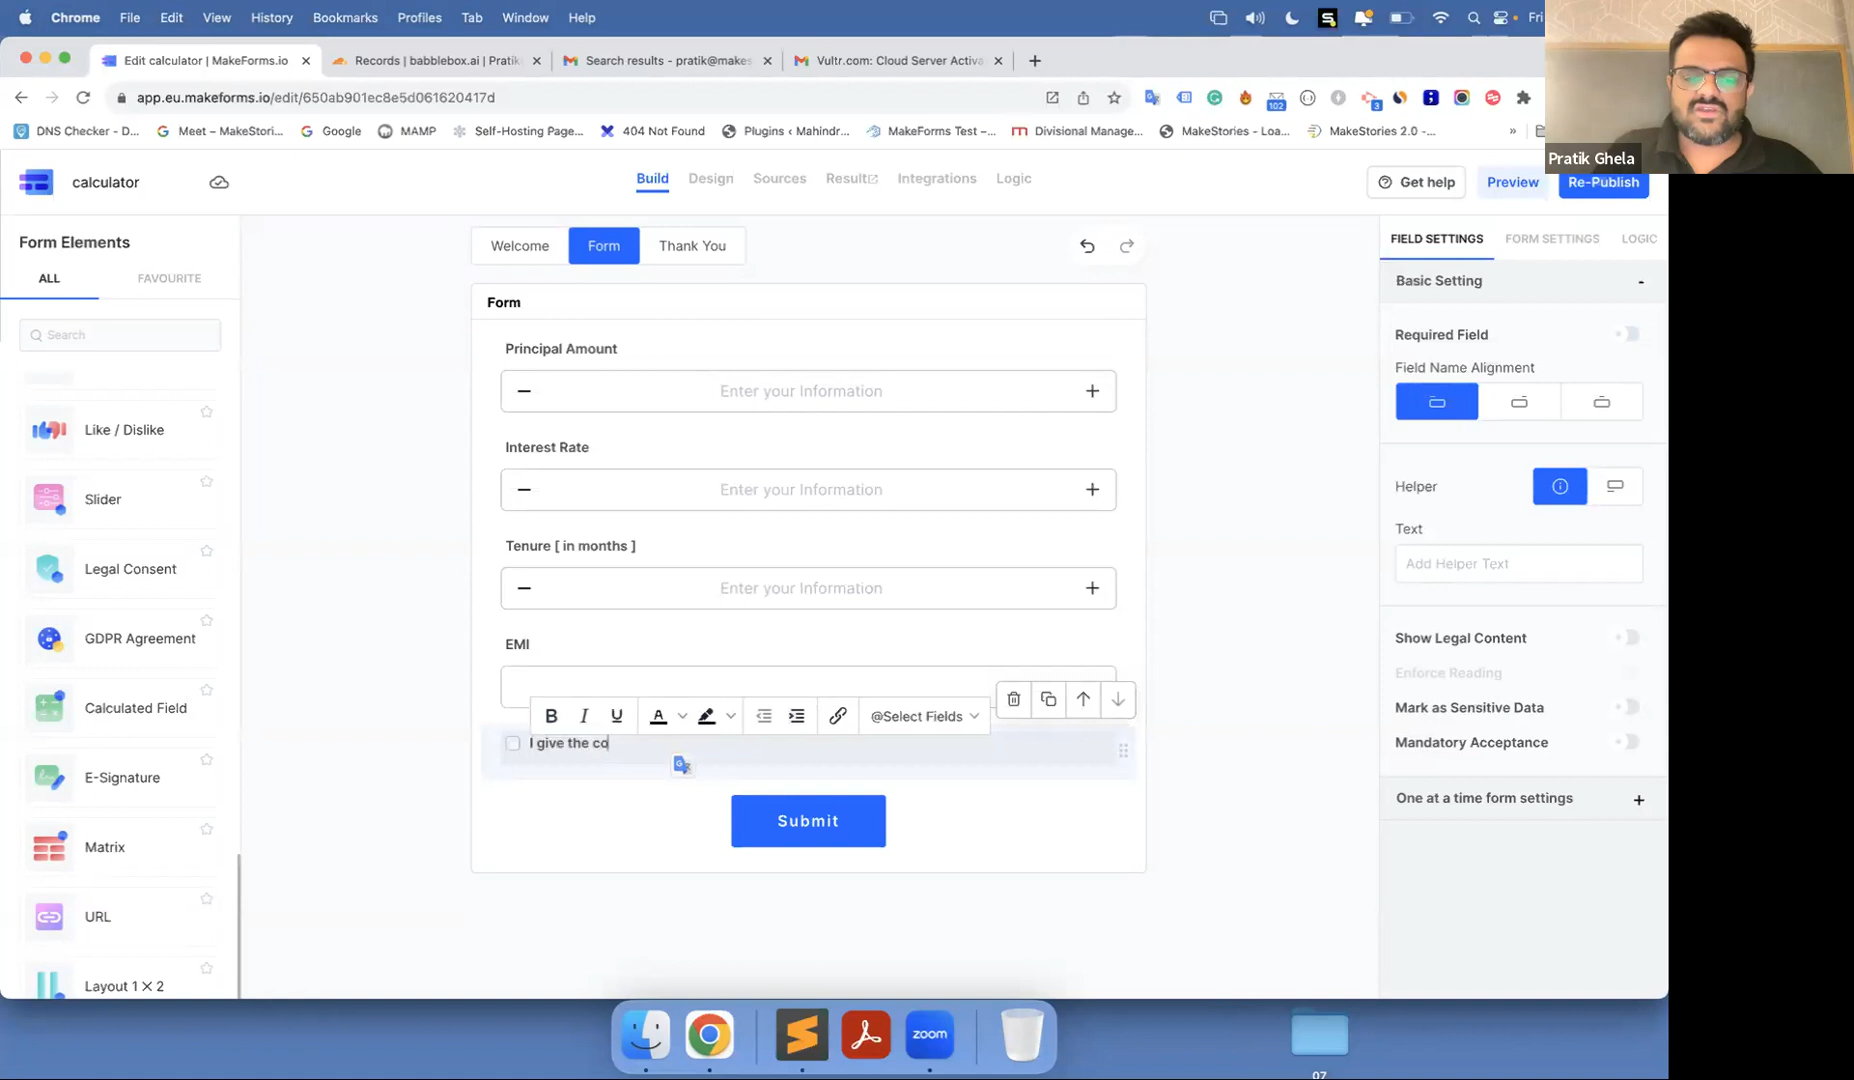 Chrome File Edit View History Bookmarks Profiles Tab Window Help
Fri
Edit calculator | MakeForms.io
Records | babblebox.ai | Pratik
Search results - pratik@makes
Vultr.com: Cloud Server Activa
app.eu.makeforms.io/edit/650ab901ec8e5d061620417d
102
3
DNS Checker - D...
Meet – MakeStori...
Google
MAMP
Self-Hosting Page...
404 Not Found
Plugins ‹ Mahindr...
MakeForms Test –...
Divisional Manage...
MakeStories - Loa...
MakeStories 2.0 -...
»
Pratik Ghela
calculator
Build Design Sources Result Integrations Logic
Get help
Preview
Re-Publish
Form Elements
ALL FAVOURITE
Search
Like / Dislike
Slider
Legal Consent
GDPR Agreement
Calculated Field
E-Signature
Matrix
URL
Layout 1 X 2
Welcome Form Thank You
Form
Principal Amount
Enter your Information
Interest Rate
Enter your Information
Tenure [ in months ]
Enter your Information
EMI
B I U A @Select Fields
I give the co
Submit
FIELD SETTINGS FORM SETTINGS LOGIC
Basic Setting -
Required Field
Field Name Alignment
Helper
Text
Add Helper Text
Show Legal Content
Enforce Reading
Mark as Sensitive Data
Mandatory Acceptance
One at a time form settings +
zoom
07